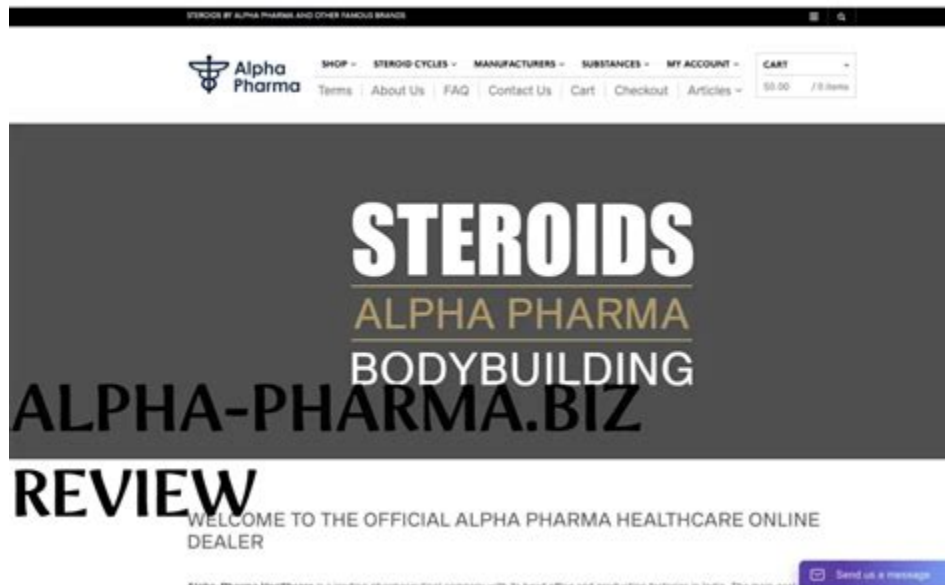 STEROIDS BY ALPHA PHARMA AND OTHER FAMOUS BRANDS
Alpha
Pharma
SHOP STEROID CYCLES MANUFACTURERS SUBSTANCES MY ACCOUNT
Terms About Us FAQ Contact Us Cart Checkout Articles
CART
$0.00 / 0 items
STEROIDS
ALPHA PHARMA
BODYBUILDING
ALPHA-PHARMA.BIZ
REVIEW
WELCOME TO THE OFFICIAL ALPHA PHARMA HEALTHCARE ONLINE
DEALER
Send us a message